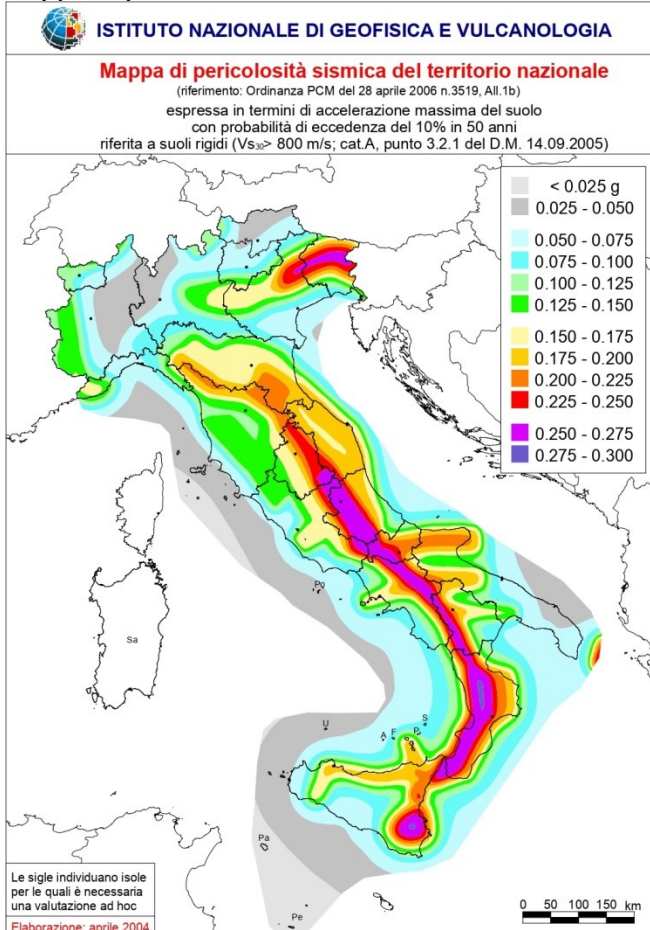 ISTITUTO NAZIONALE DI GEOFISICA E VULCANOLOGIA
Mappa di pericolosità sismica del territorio nazionale
(riferimento: Ordinanza PCM del 28 aprile 2006 n.3519, All.1b)
espressa in termini di accelerazione massima del suolo
con probabilità di eccedenza del 10% in 50 anni
riferita a suoli rigidi (Vs₃₀> 800 m/s; cat.A, punto 3.2.1 del D.M. 14.09.2005)
< 0.025 g
0.025 - 0.050
0.050 - 0.075
0.075 - 0.100
0.100 - 0.125
0.125 - 0.150
0.150 - 0.175
0.175 - 0.200
0.200 - 0.225
0.225 - 0.250
0.250 - 0.275
0.275 - 0.300
Po
Sa
U
A F P S
Pa
Pe
Le sigle individuano isole
per le quali è necessaria
una valutazione ad hoc
Elaborazione: aprile 2004
0 50 100 150 km